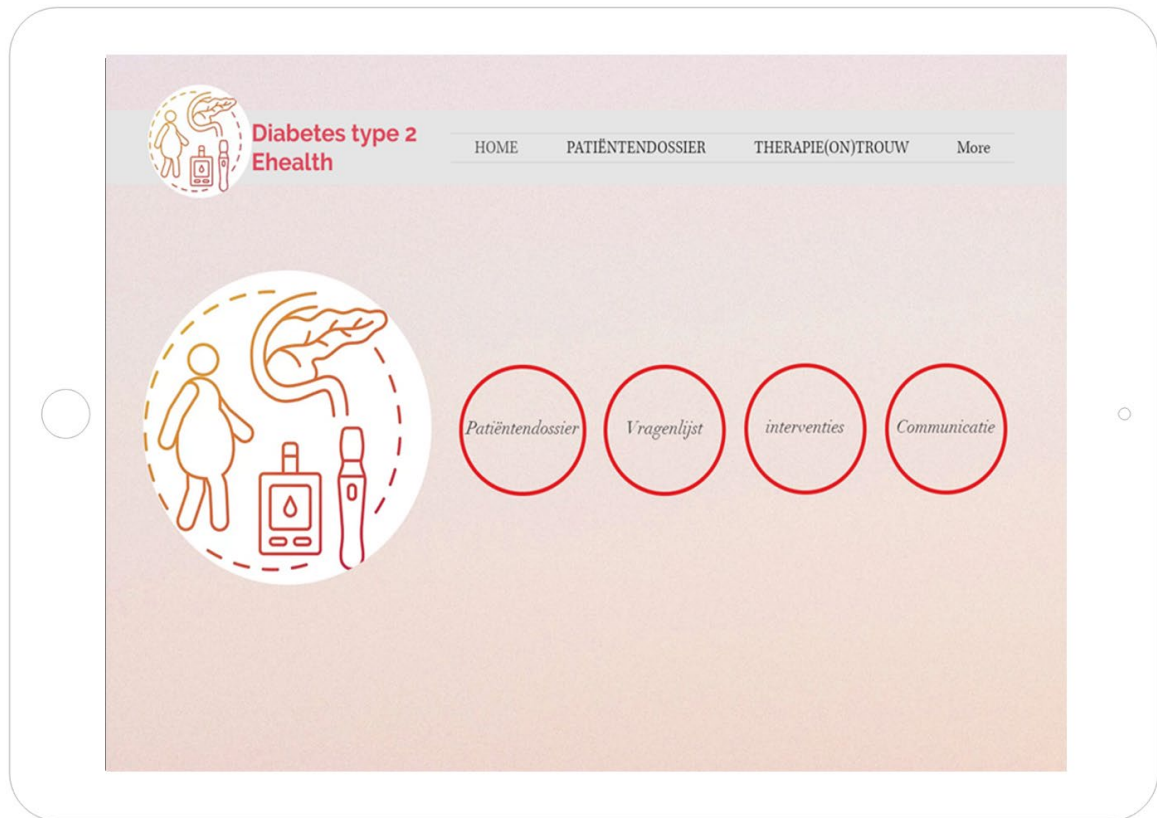 Diabetes type 2
Ehealth
HOME PATIËNTENDOSSIER THERAPIE(ON)TROUW More
Patiëntendossier Vragenlijst interventies Communicatie